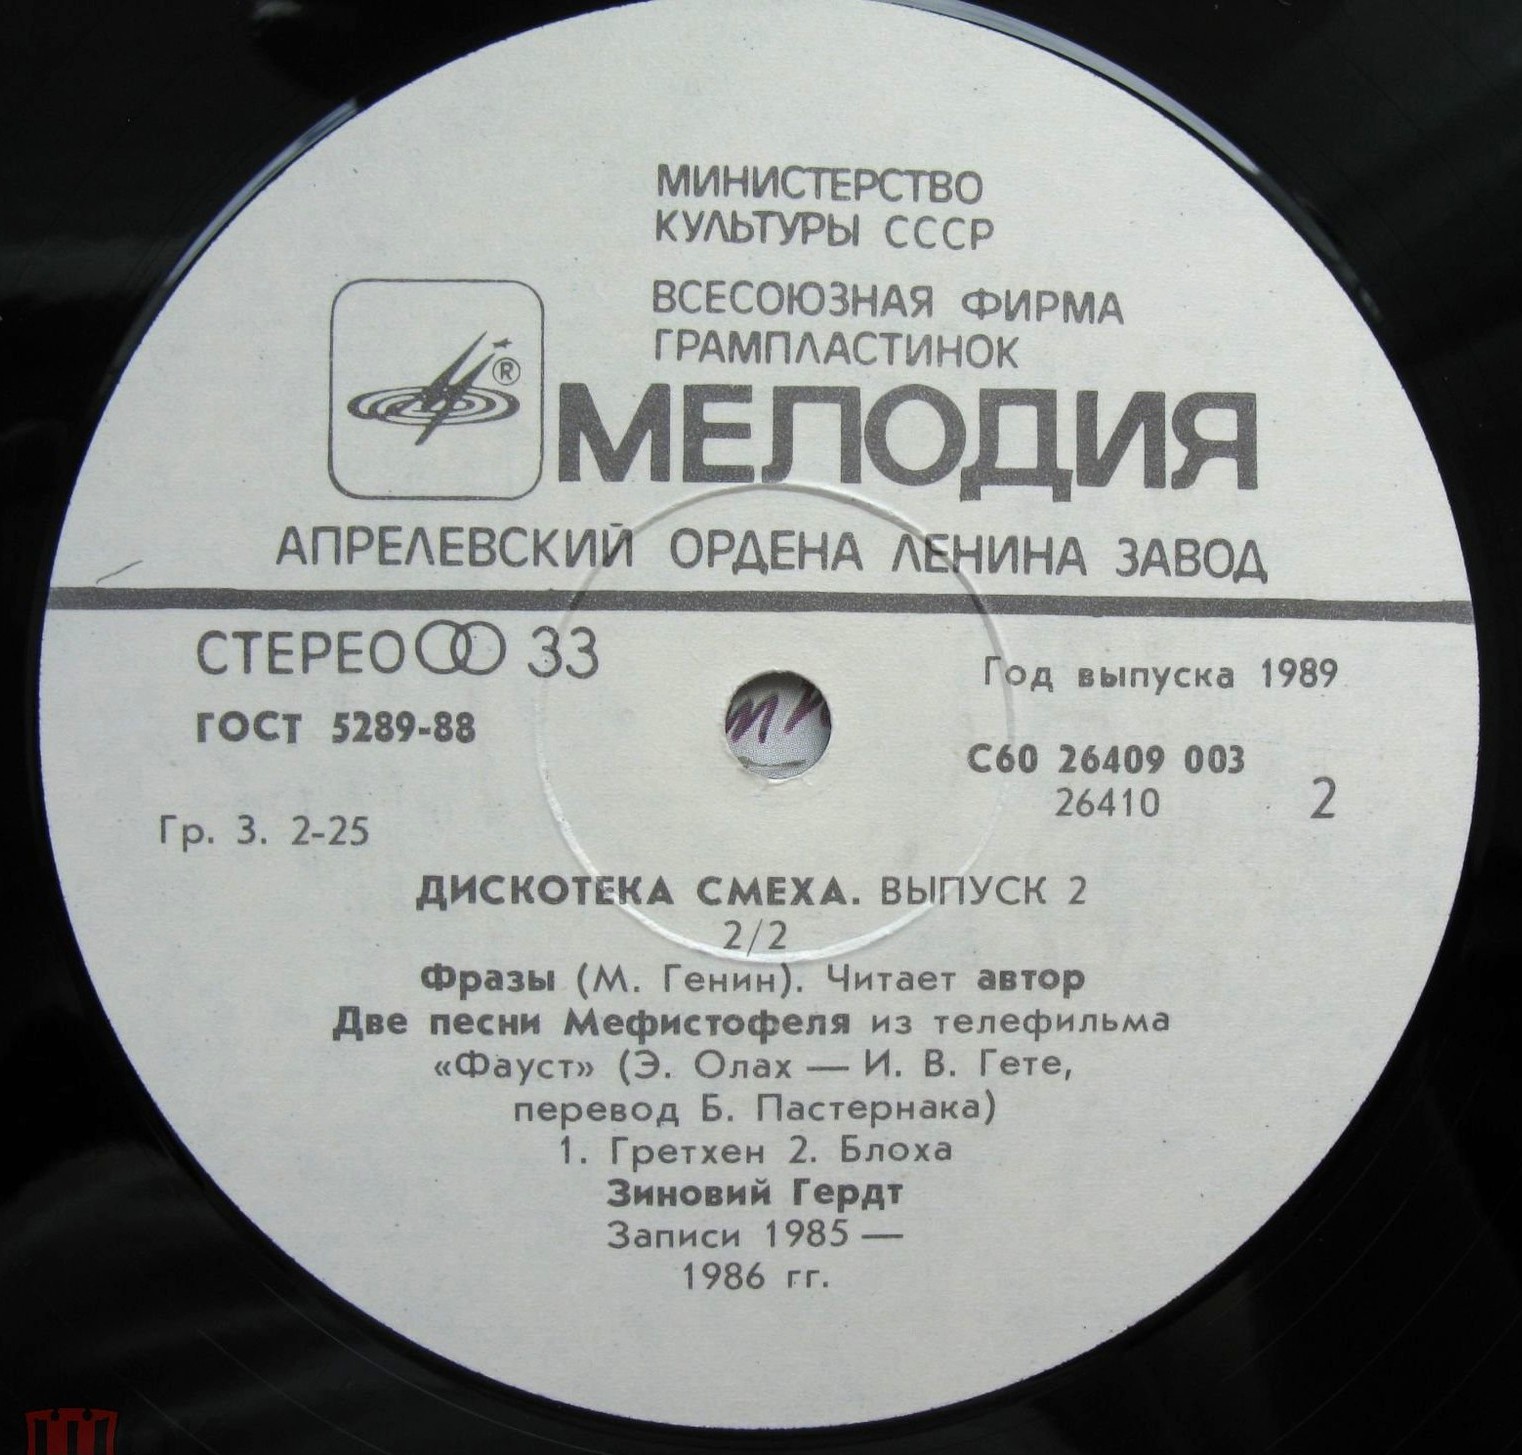 МИНИСТЕРСТВО
КУЛЬТУРЫ СССР
ВСЕСОЮЗНАЯ ФИРМА
ГРАМПЛАСТИНОК
®
МЕЛОДИЯ
АПРЕЛЕВСКИЙ ОРДЕНА ЛЕНИНА ЗАВОД
СТЕРЕО 33
Год выпуска 1989
ГОСТ 5289-88
С60 26409 003
26410
2
Гр. 3. 2-25
ДИСКОТЕКА СМЕХА. ВЫПУСК 2
2/2
Фразы (М. Генин). Читает автор
Две песни Мефистофеля из телефильма
«Фауст» (Э. Олах — И. В. Гете,
перевод Б. Пастернака)
1. Гретхен 2. Блоха
Зиновий Гердт
Записи 1985 —
1986 гг.